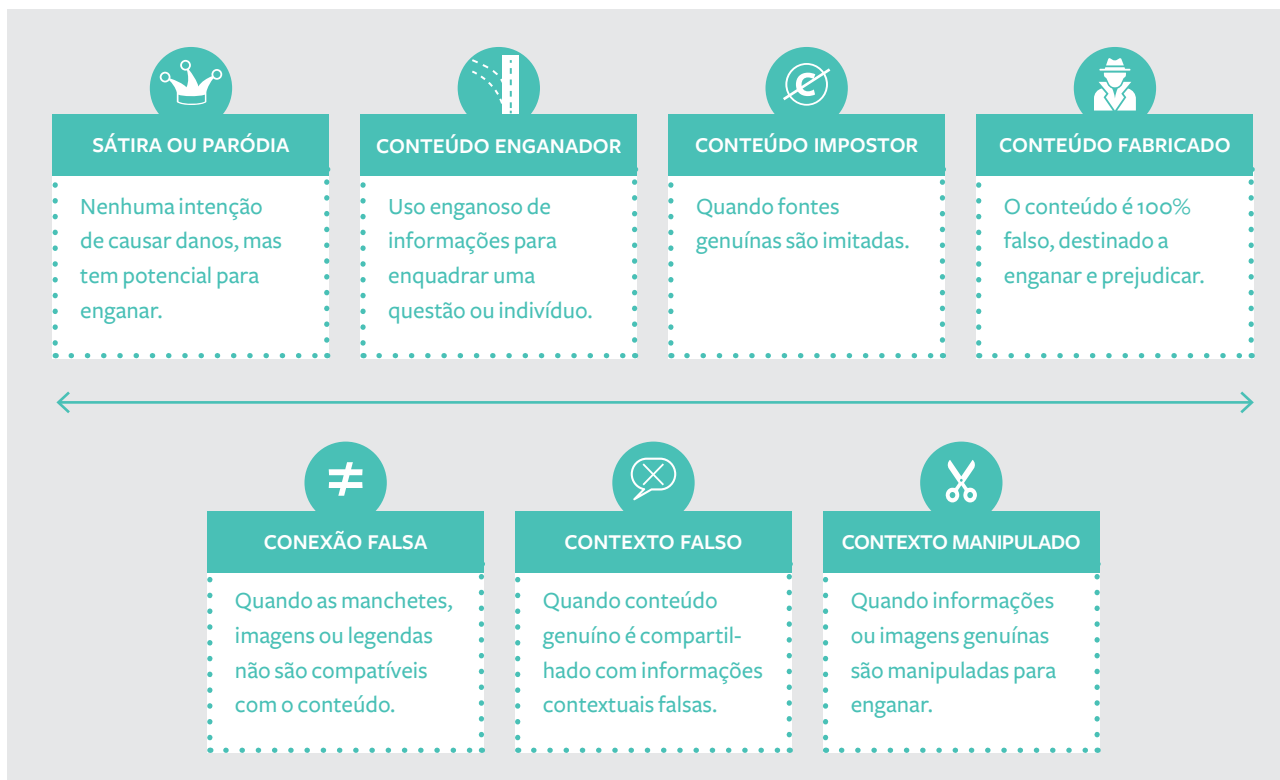 SÁTIRA OU PARÓDIA
Nenhuma intenção
de causar danos, mas
tem potencial para
enganar.
CONTEÚDO ENGANADOR
Uso enganoso de
informações para
enquadrar uma
questão ou indivíduo.
C
CONTEÚDO IMPOSTOR
Quando fontes
genuínas são imitadas.
CONTEÚDO FABRICADO
O conteúdo é 100%
falso, destinado a
enganar e prejudicar.
≠
CONEXÃO FALSA
Quando as manchetes,
imagens ou legendas
não são compatíveis
com o conteúdo.
CONTEXTO FALSO
Quando conteúdo
genuíno é compartil-
hado com informações
contextuais falsas.
CONTEXTO MANIPULADO
Quando informações
ou imagens genuínas
são manipuladas para
enganar.